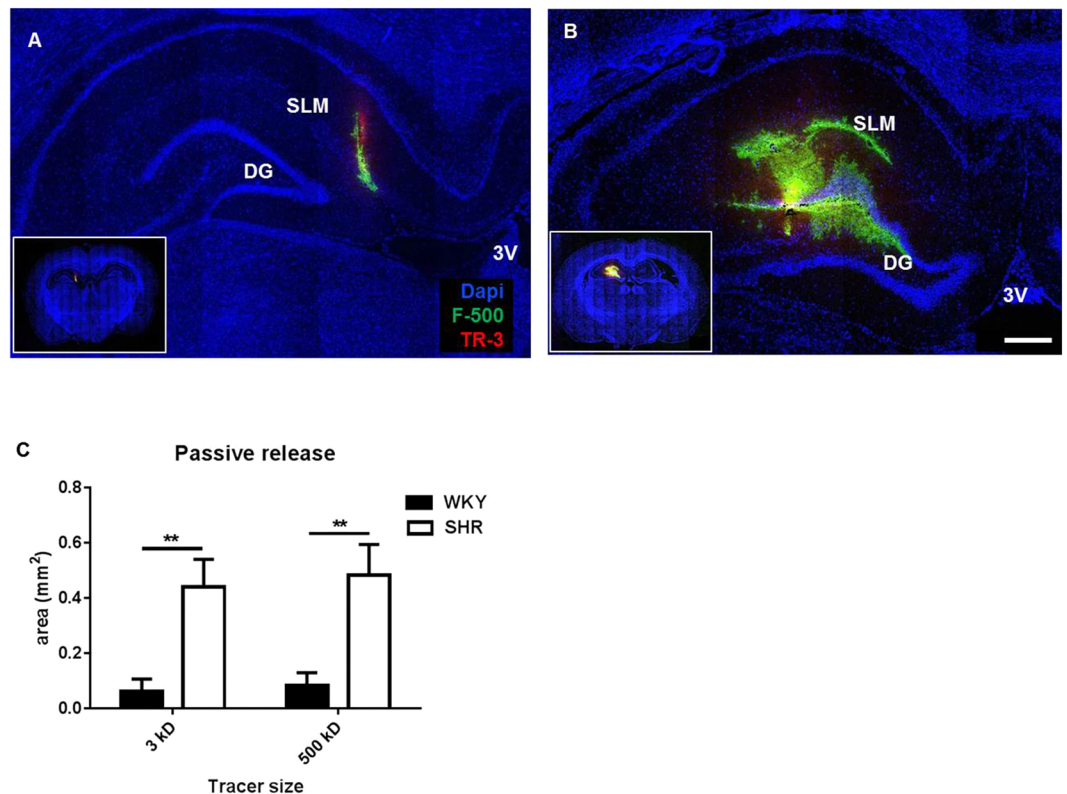 A
SLM
DG
3V
Dapi
F-500
TR-3
B
SLM
DG
3V
C
Passive release
0.8
0.6
0.4
0.2
0.0
area (mm²)
**
**
WKY
SHR
3 kD
500 kD
Tracer size